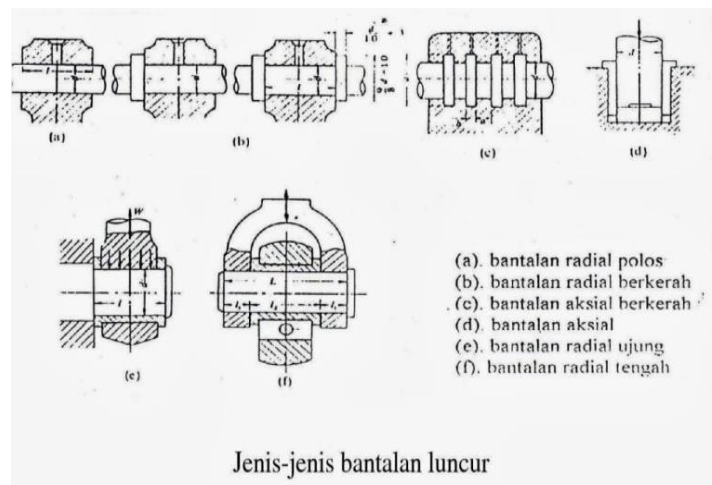 (a)
(b)
(c)
(d)
W
l
d
L
(e)
(f)
(a). bantalan radial polos
(b). bantalan radial berkerah
(c). bantalan aksial berkerah
(d). bantalan aksial
(e). bantalan radial ujung
(f). bantalan radial tengah
Jenis-jenis bantalan luncur